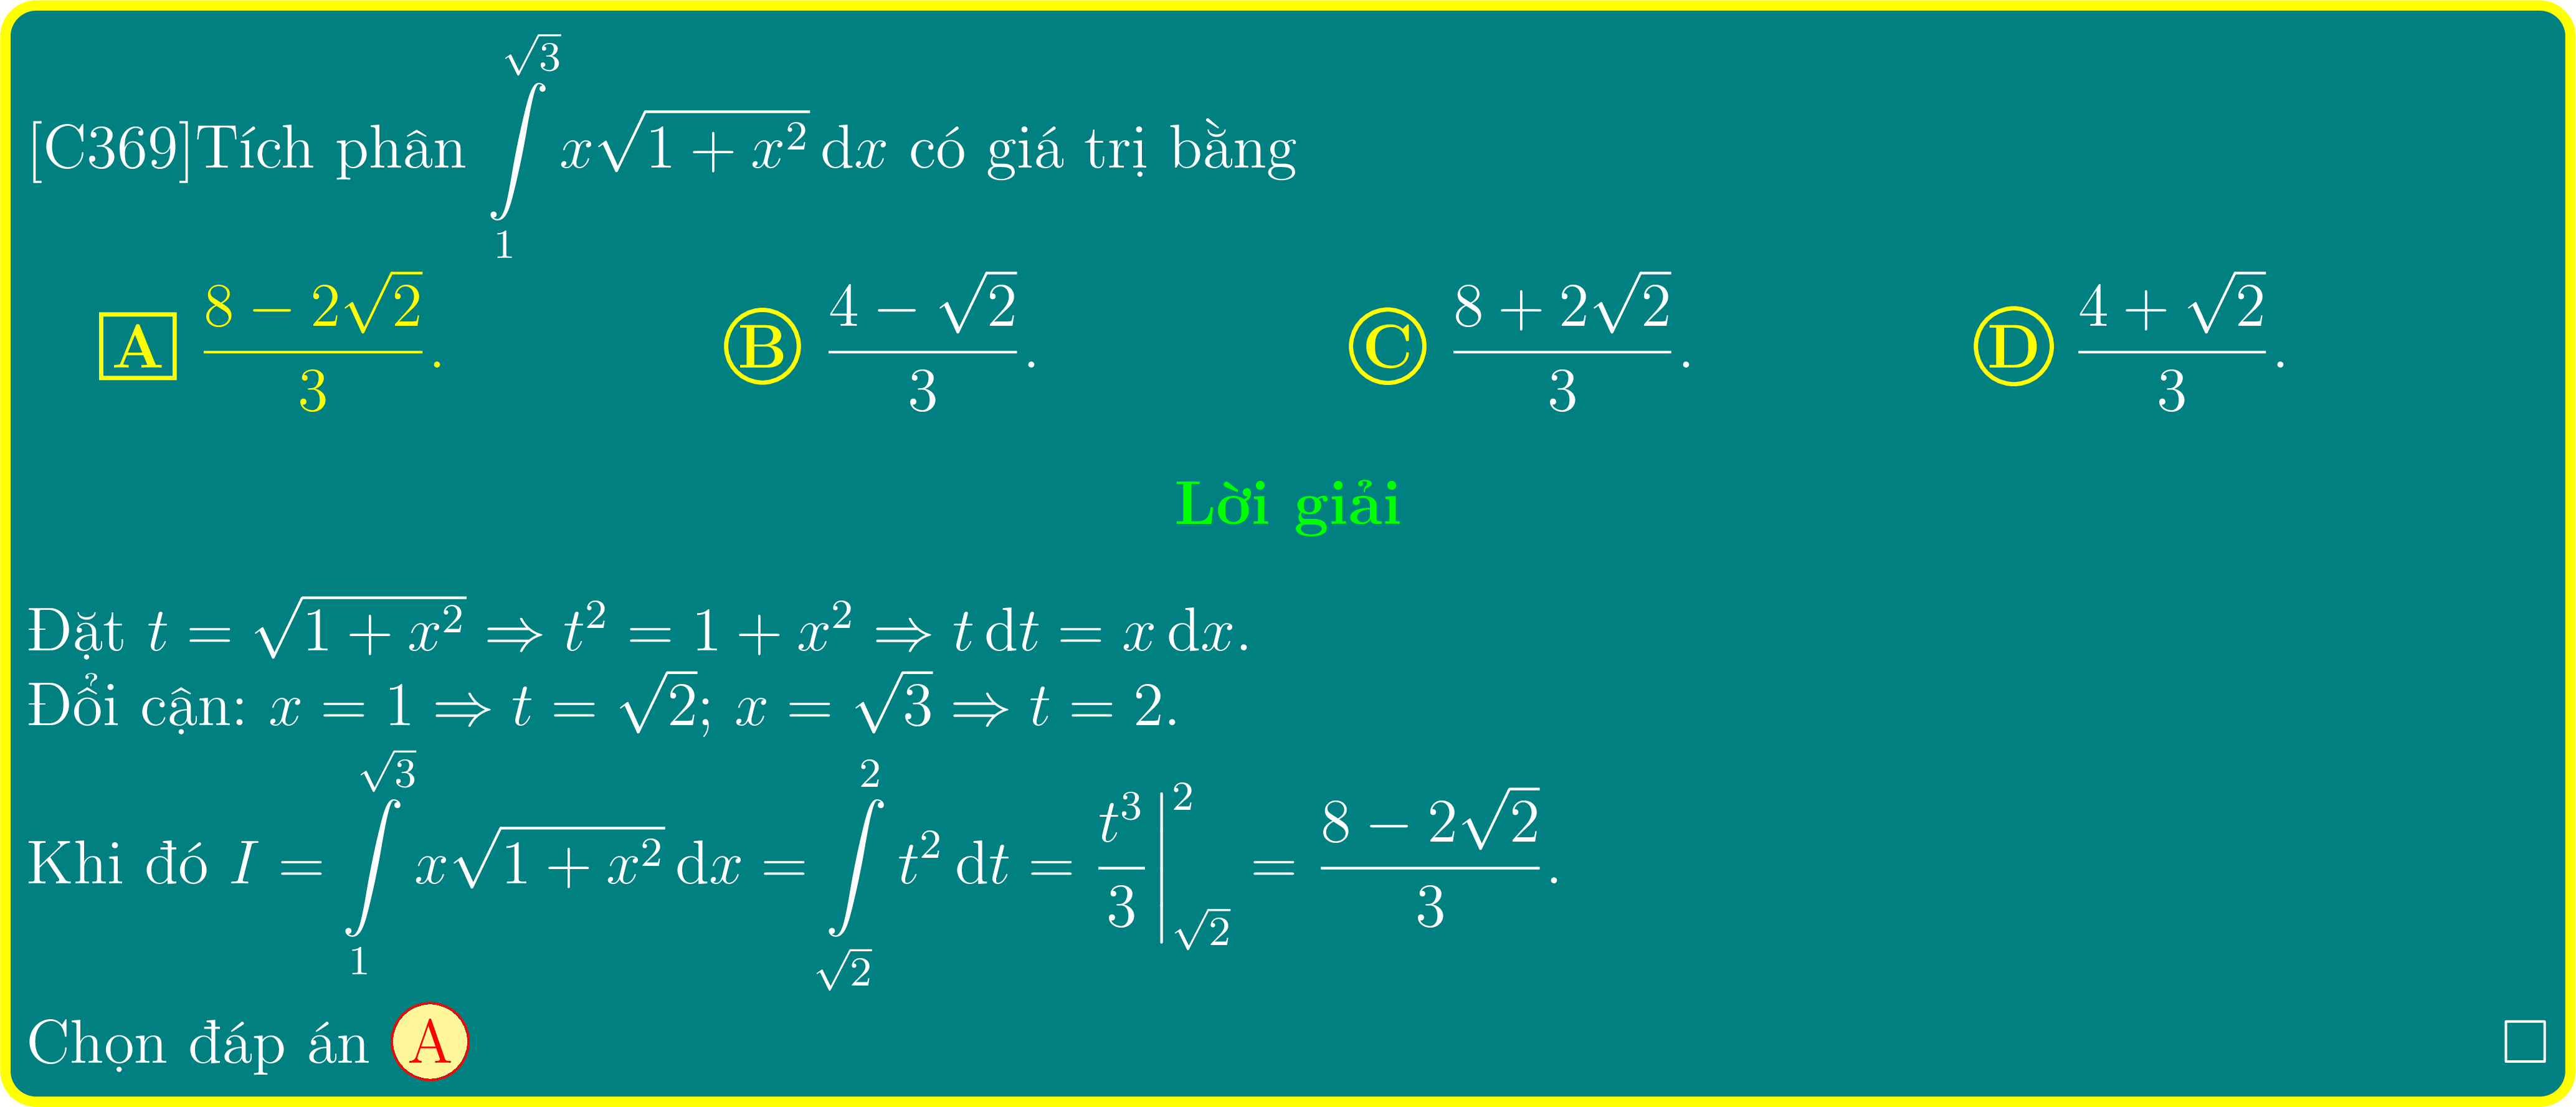 [C369]Tích phân $\int\limits_{1}^{\sqrt{3}} x\sqrt{1+x^2}\,\mathrm{d}x$ có giá trị bằng
A $\frac{8-2\sqrt{2}}{3}$. B $\frac{4-\sqrt{2}}{3}$. C $\frac{8+2\sqrt{2}}{3}$. D $\frac{4+\sqrt{2}}{3}$.
Lời giải
Đặt $t=\sqrt{1+x^2} \Rightarrow t^2=1+x^2 \Rightarrow t\,\mathrm{d}t=x\,\mathrm{d}x$.
Đổi cận: $x=1 \Rightarrow t=\sqrt{2}$; $x=\sqrt{3} \Rightarrow t=2$.
Khi đó $I=\int\limits_{1}^{\sqrt{3}} x\sqrt{1+x^2}\,\mathrm{d}x=\int\limits_{\sqrt{2}}^{2} t^2\,\mathrm{d}t=\left.\frac{t^3}{3}\right|_{\sqrt{2}}^{2}=\frac{8-2\sqrt{2}}{3}$.
Chọn đáp án A □